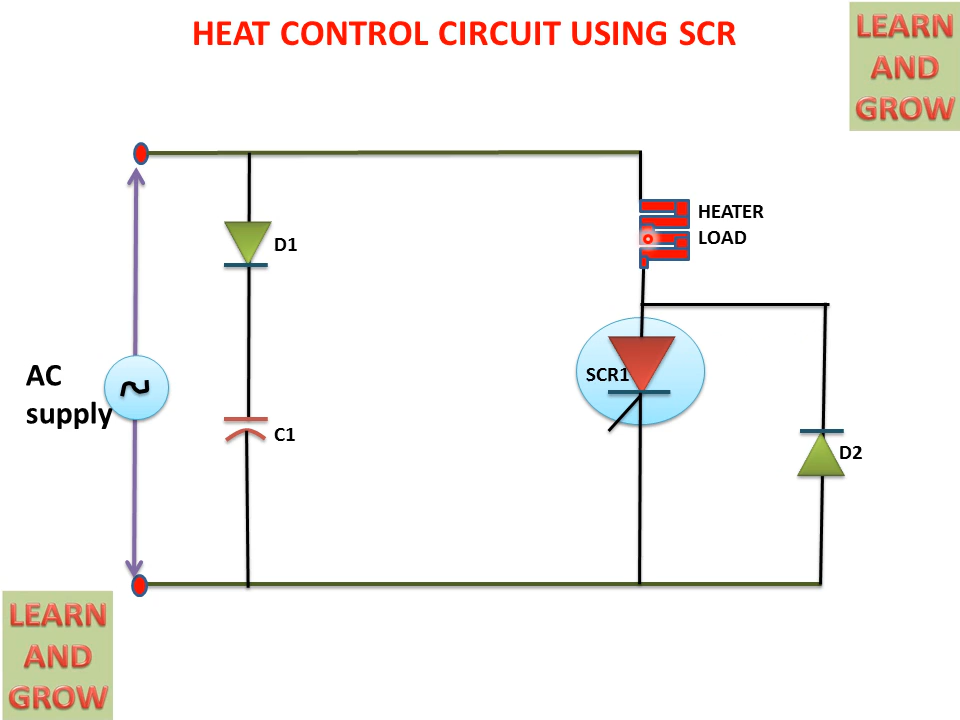 HEAT CONTROL CIRCUIT USING SCR
LEARN
AND
GROW
HEATER
LOAD
D1
AC
supply
SCR1
C1
D2
LEARN
AND
GROW